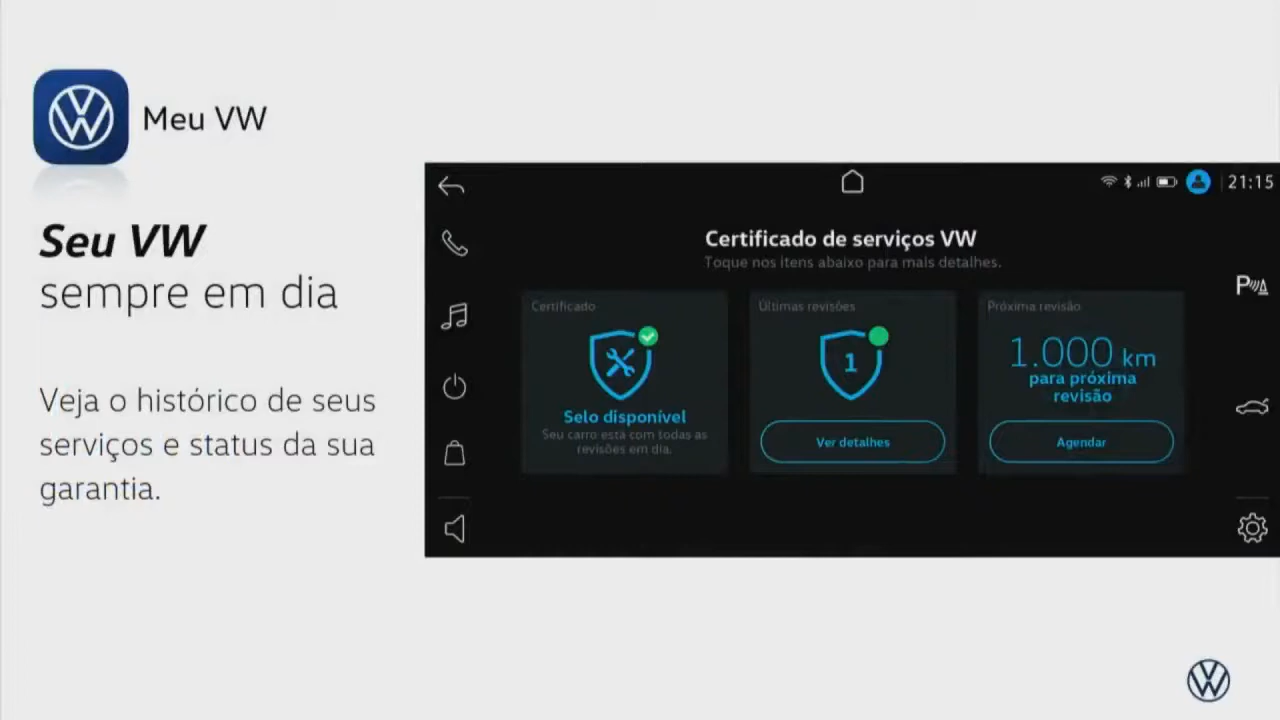 Meu VW
Seu VW
sempre em dia
Veja o histórico de seus
serviços e status da sua
garantia.
21:15
Certificado de serviços VW
Toque nos itens abaixo para mais detalhes.
Certificado
Selo disponível
Seu carro está com todas as
revisões em dia.
Últimas revisões
1
Ver detalhes
Próxima revisão
1.000 km
para próxima
revisão
Agendar
P